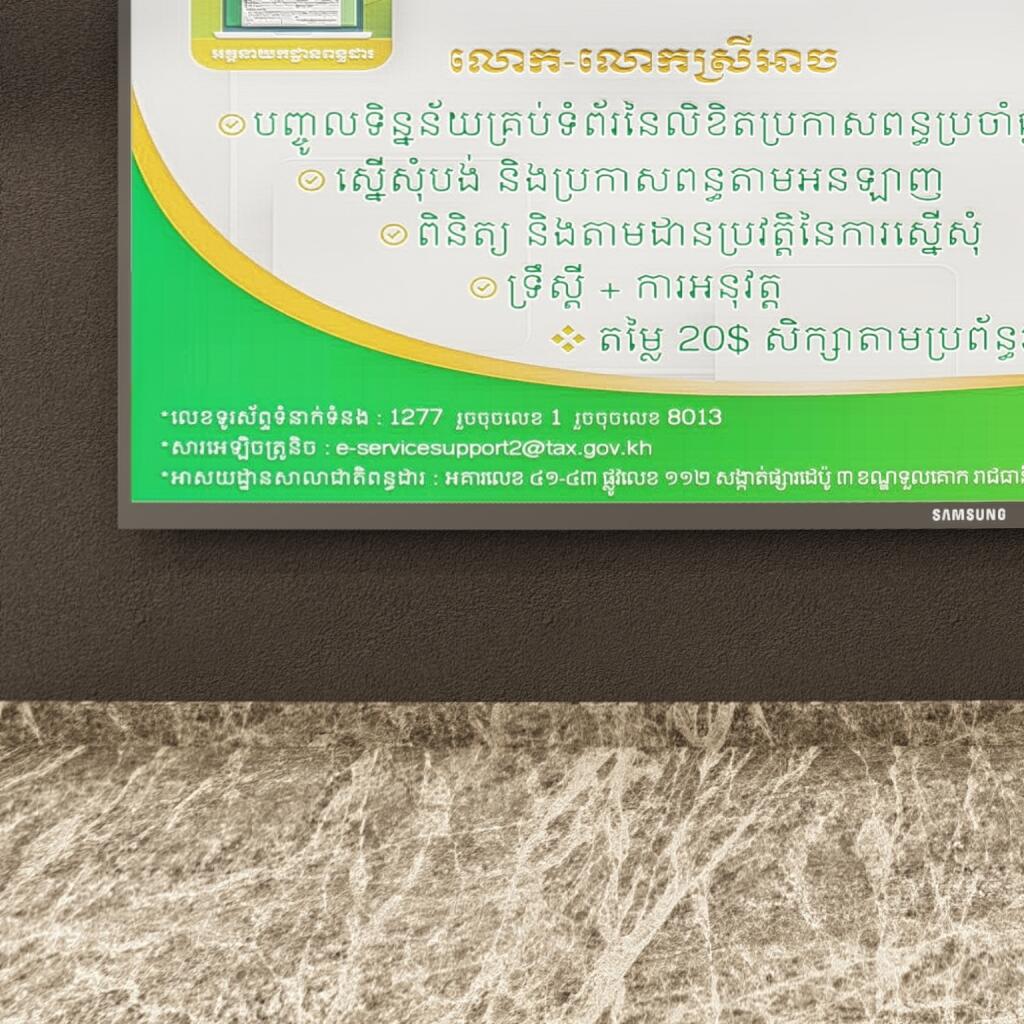 អគ្គនាយកដ្ឋានពន្ធដារ
លោក-លោកស្រីអាច
បញ្ចូលទិន្នន័យគ្រប់ទំព័រនៃលិខិតប្រកាសពន្ធប្រចាំ
ស្នើសុំបង់ និងប្រកាសពន្ធតាមអនឡាញ
ពិនិត្យ និងតាមដានប្រវត្តិនៃការស្នើសុំ
ទ្រឹស្តី + ការអនុវត្ត
តម្លៃ 20$ សិក្សាតាមប្រព័ន្ធ
*លេខទូរស័ព្ទទំនាក់ទំនង : 1277 រួចចុចលេខ 1 រួចចុចលេខ 8013
*សារអេឡិចត្រូនិច : e-servicesupport2@tax.gov.kh
*អាសយដ្ឋានសាលាជាតិពន្ធដារ : អគារលេខ ៤១-៤៣ ផ្លូវលេខ ១១២ សង្កាត់ផ្សារដេប៉ូ ៣ ខណ្ឌទួលគោក រាជធានី
SAMSUNG